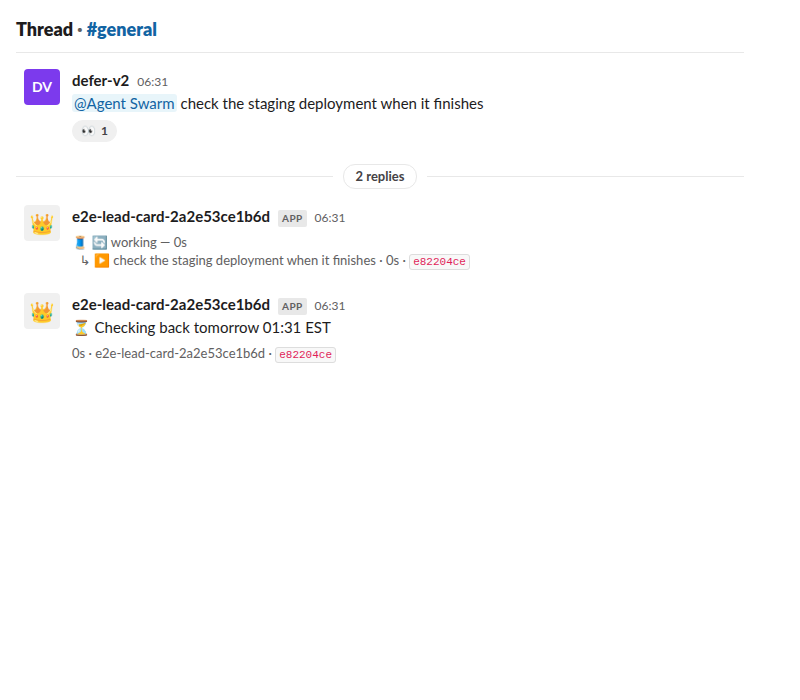 Thread • #general
DV
defer-v2 06:31
@Agent Swarm check the staging deployment when it finishes
👀 1
2 replies
e2e-lead-card-2a2e53ce1b6d APP 06:31
🧵 🔄 working — 0s
↳ ▶️ check the staging deployment when it finishes · 0s · e82204ce
e2e-lead-card-2a2e53ce1b6d APP 06:31
⏳ Checking back tomorrow 01:31 EST
0s · e2e-lead-card-2a2e53ce1b6d · e82204ce